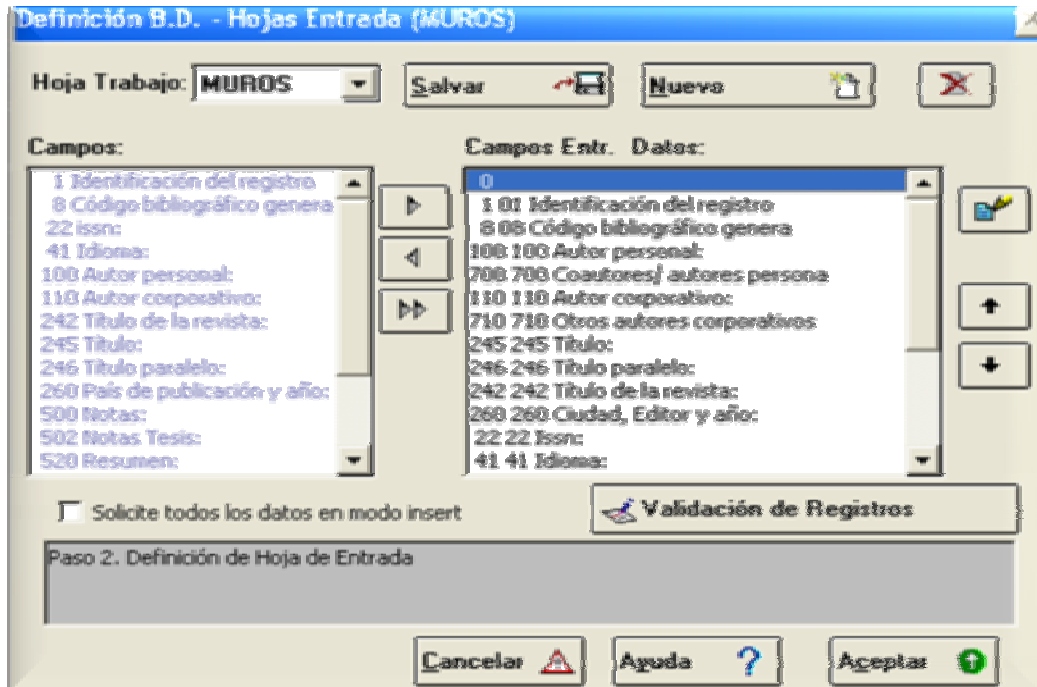 Definición B.D. - Hojas Entrada (MUROS)
Hoja Trabajo: MUROS Salvar Nuevo
Campos:
1 Identificación del registro
8 Código bibliográfico genera
22 issn:
41 Idioma:
100 Autor personal:
110 Autor corporativo:
242 Título de la revista:
245 Título:
246 Título paralelo:
260 País de publicación y año:
500 Notas:
502 Notas Tesis:
520 Resumen:
Campos Entr. Datos:
0
1 01 Identificación del registro
8 08 Código bibliográfico genera
100 100 Autor personal:
700 700 Coautores/ autores persona
110 110 Autor corporativo:
710 710 Otros autores corporativos
245 245 Título:
246 246 Título paralelo:
242 242 Título de la revista:
260 260 Ciudad, Editor y año:
22 22 Issn:
41 41 Idioma:
Solicite todos los datos en modo insert
Validación de Registros
Paso 2. Definición de Hoja de Entrada
Cancelar Ayuda ? Aceptar